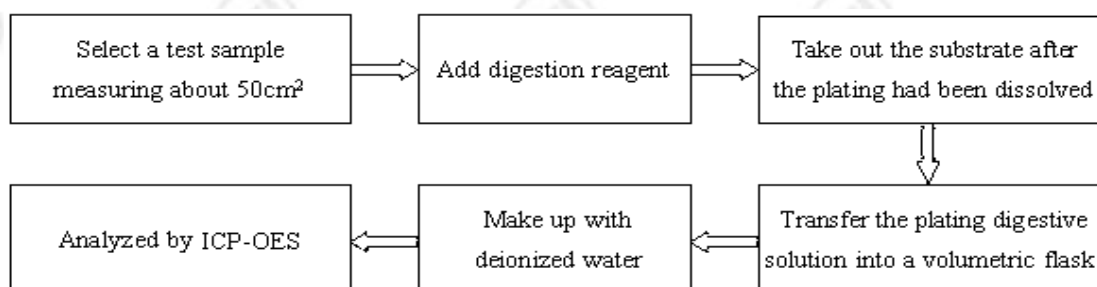 Select a test sample
measuring about 50cm²
Add digestion reagent
Take out the substrate after
the plating had been dissolved
Transfer the plating digestive
solution into a volumetric flask
Make up with
deionized water
Analyzed by ICP-OES